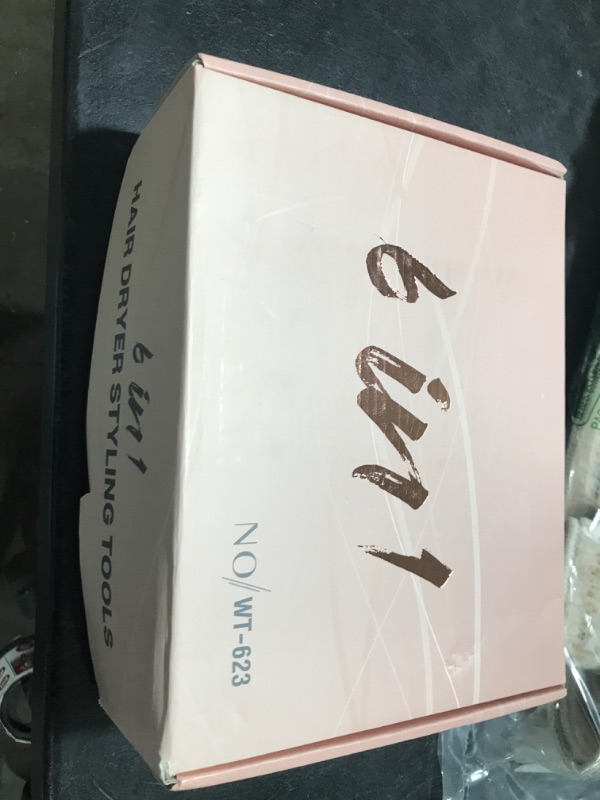 6 in 1
NO//WT-623
6 in 1
HAIR DRYER STYLING TOOLS